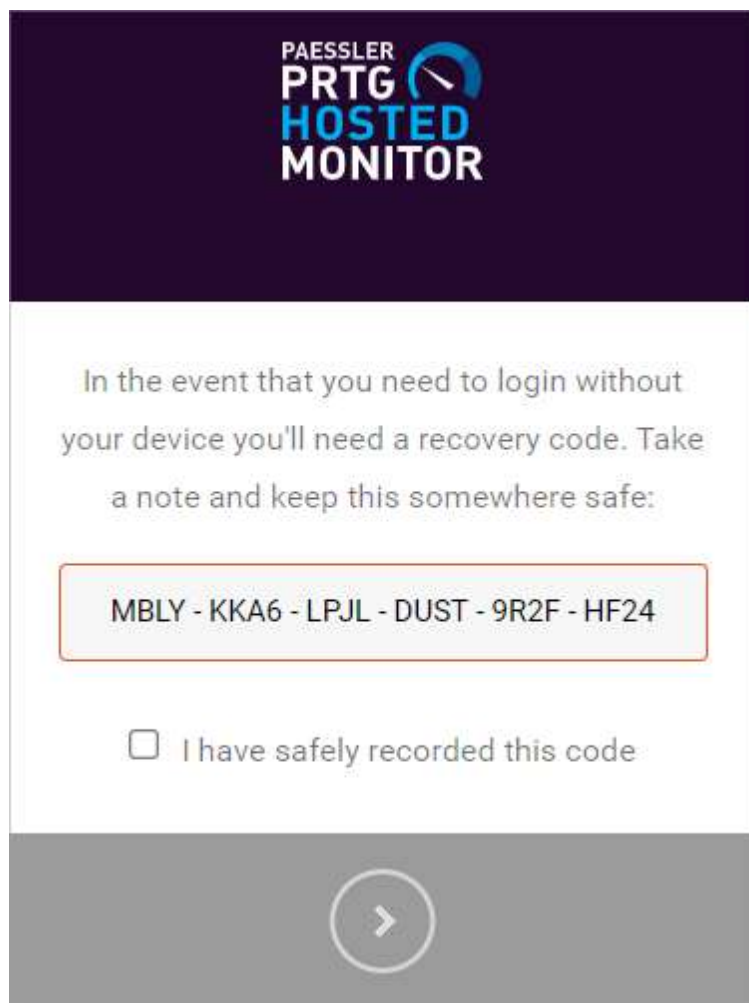 PAESSLER
PRTG
HOSTED
MONITOR
In the event that you need to login without
your device you'll need a recovery code. Take
a note and keep this somewhere safe:
MBLY - KKA6 - LPJL - DUST - 9R2F - HF24
I have safely recorded this code